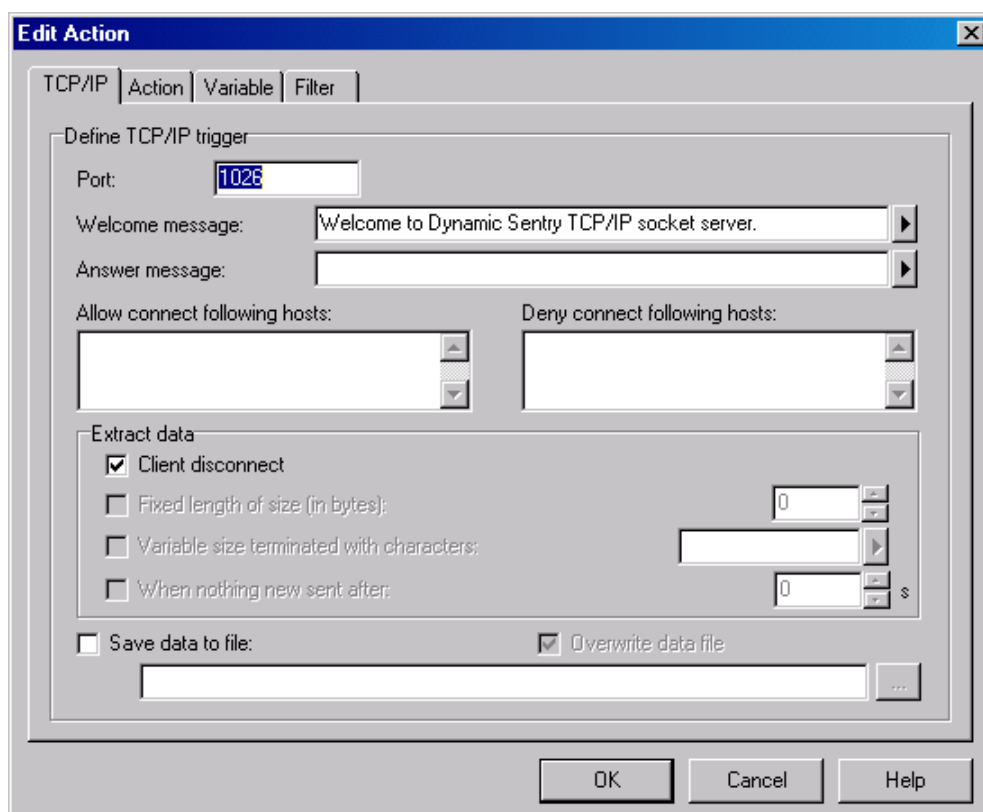 Edit Action
TCP/IP Action Variable Filter
Define TCP/IP trigger
Port: 1026
Welcome message: Welcome to Dynamic Sentry TCP/IP socket server.
Answer message:
Allow connect following hosts: Deny connect following hosts:
Extract data
Client disconnect
Fixed length of size (in bytes): 0
Variable size terminated with characters:
When nothing new sent after: 0 s
Save data to file: Overwrite data file
...
OK Cancel Help